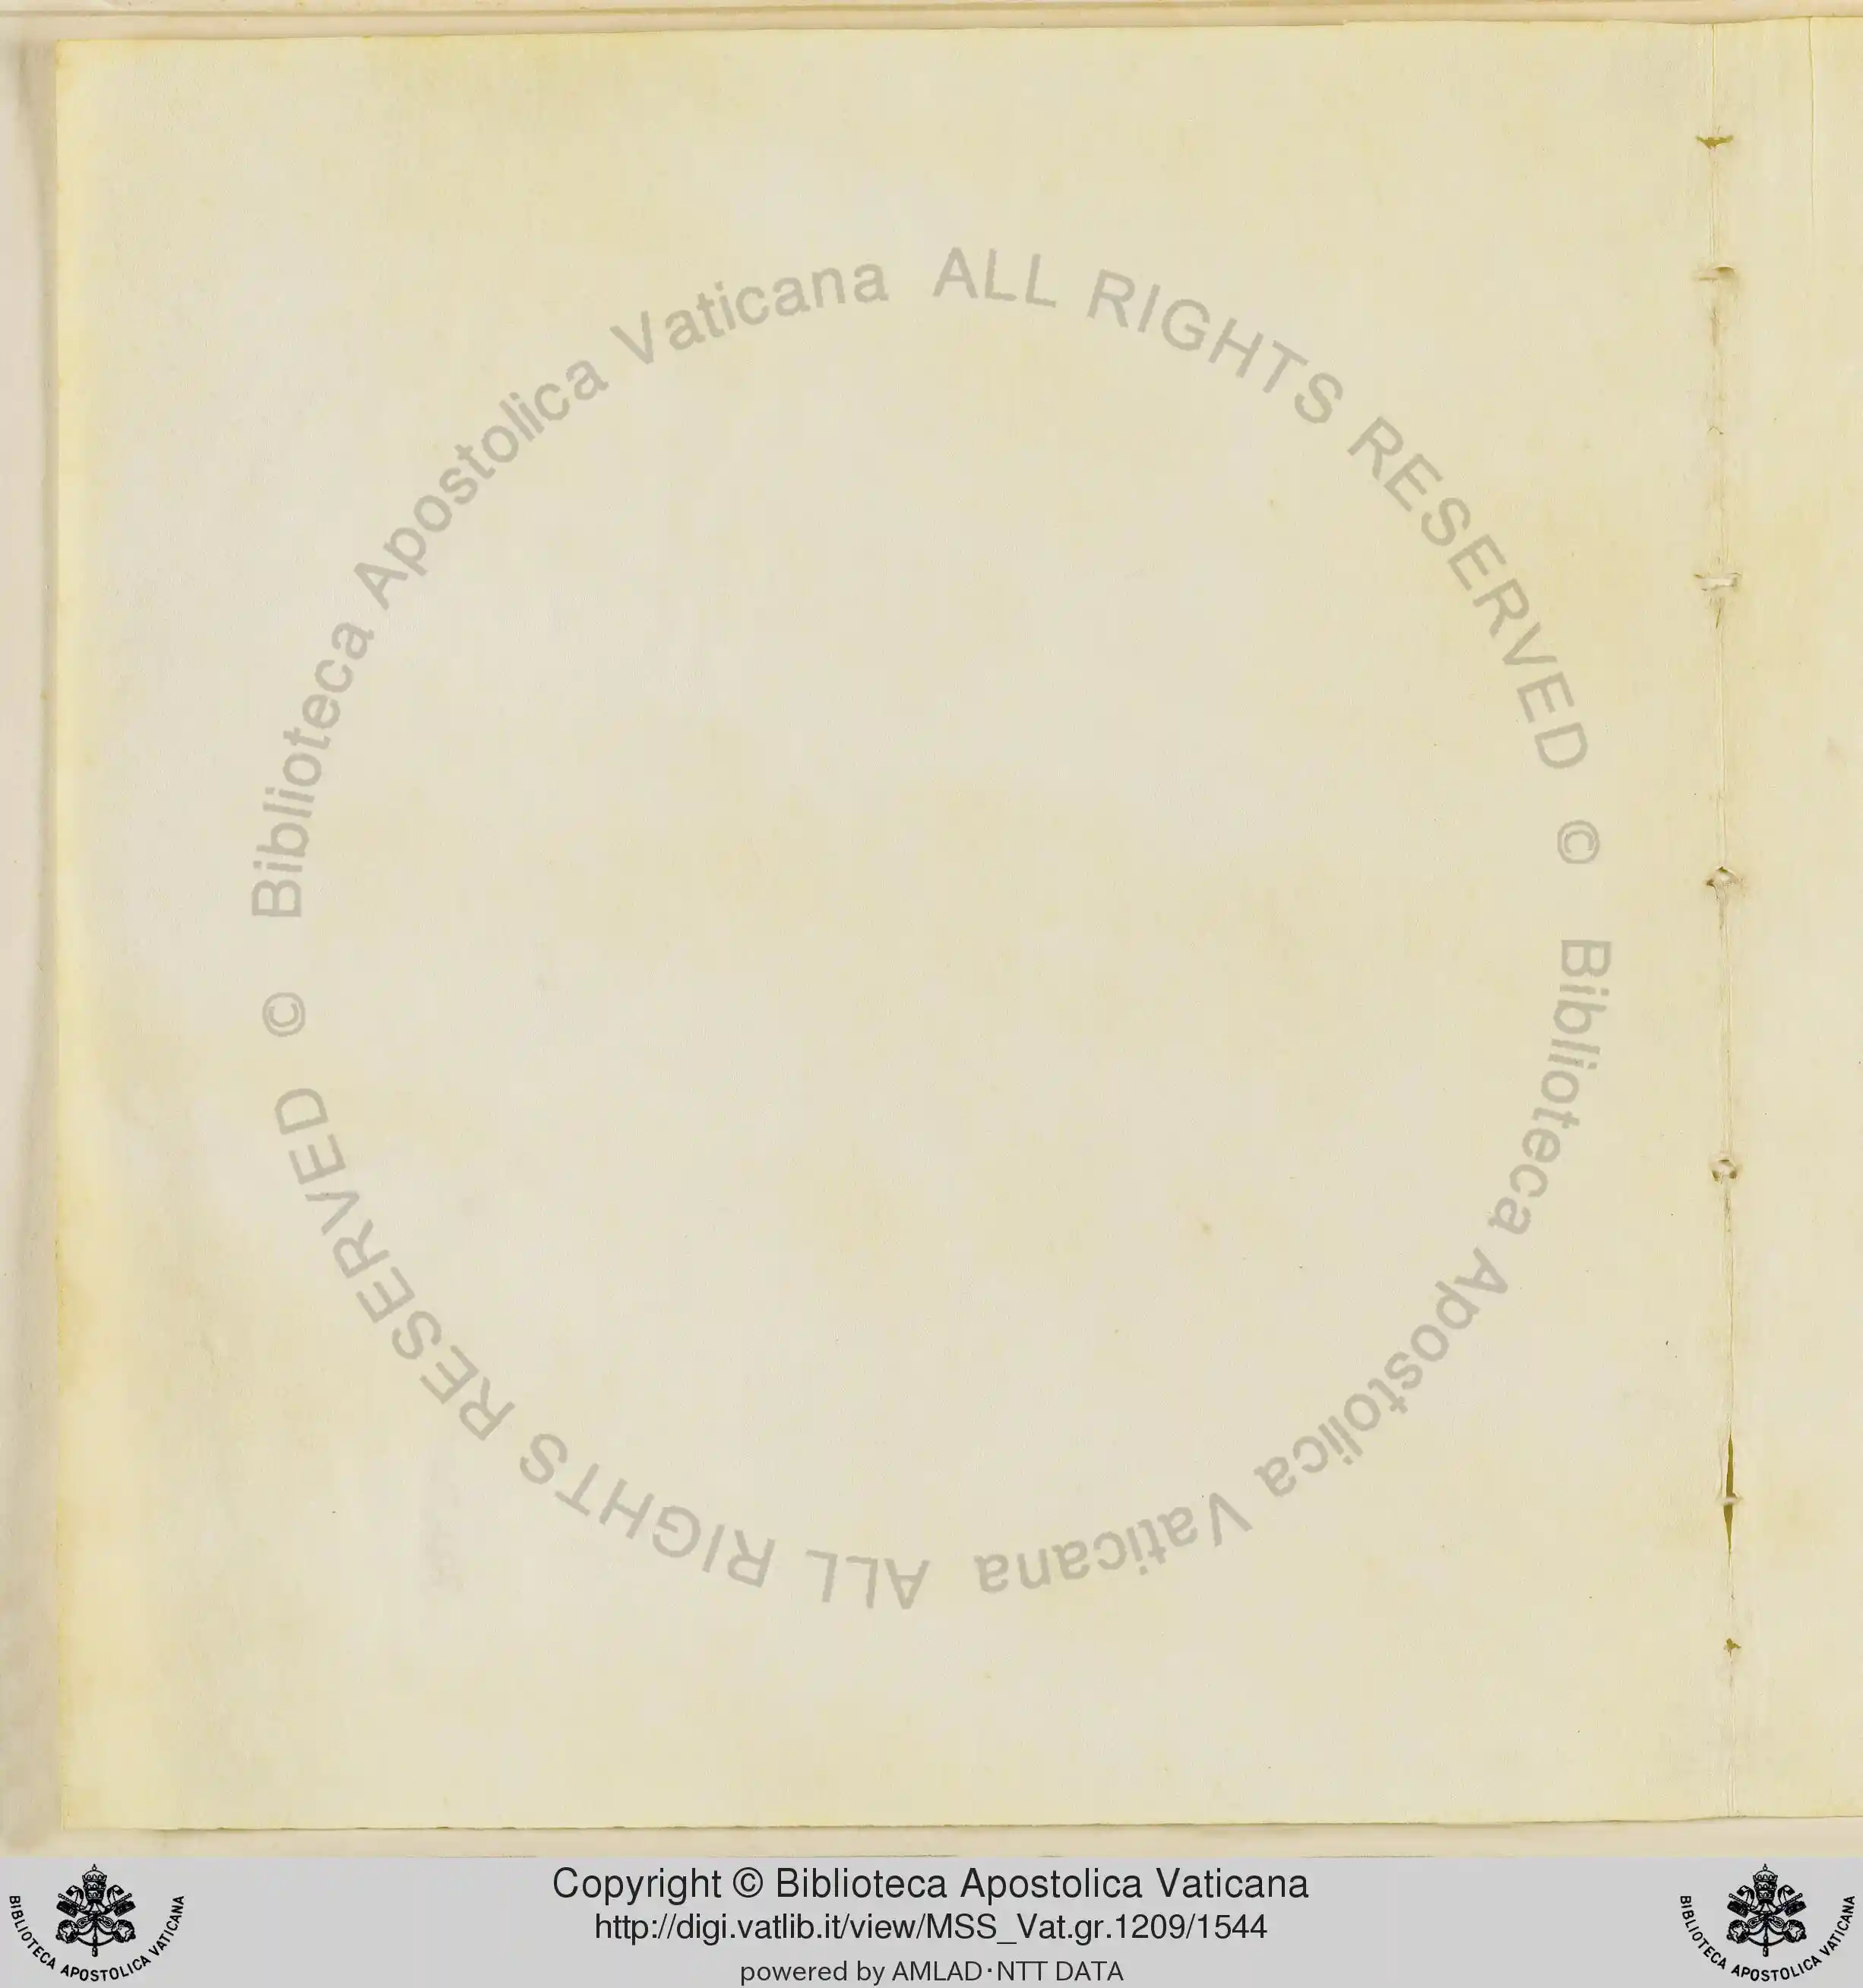 © Biblioteca Apostolica Vaticana ALL RIGHTS RESERVED
© Biblioteca Apostolica Vaticana ALL RIGHTS RESERVED
Copyright © Biblioteca Apostolica Vaticana
http://digi.vatlib.it/view/MSS_Vat.gr.1209/1544
powered by AMLAD·NTT DATA
BIBLIOTECA APOSTOLICA VATICANA
BIBLIOTECA APOSTOLICA VATICANA